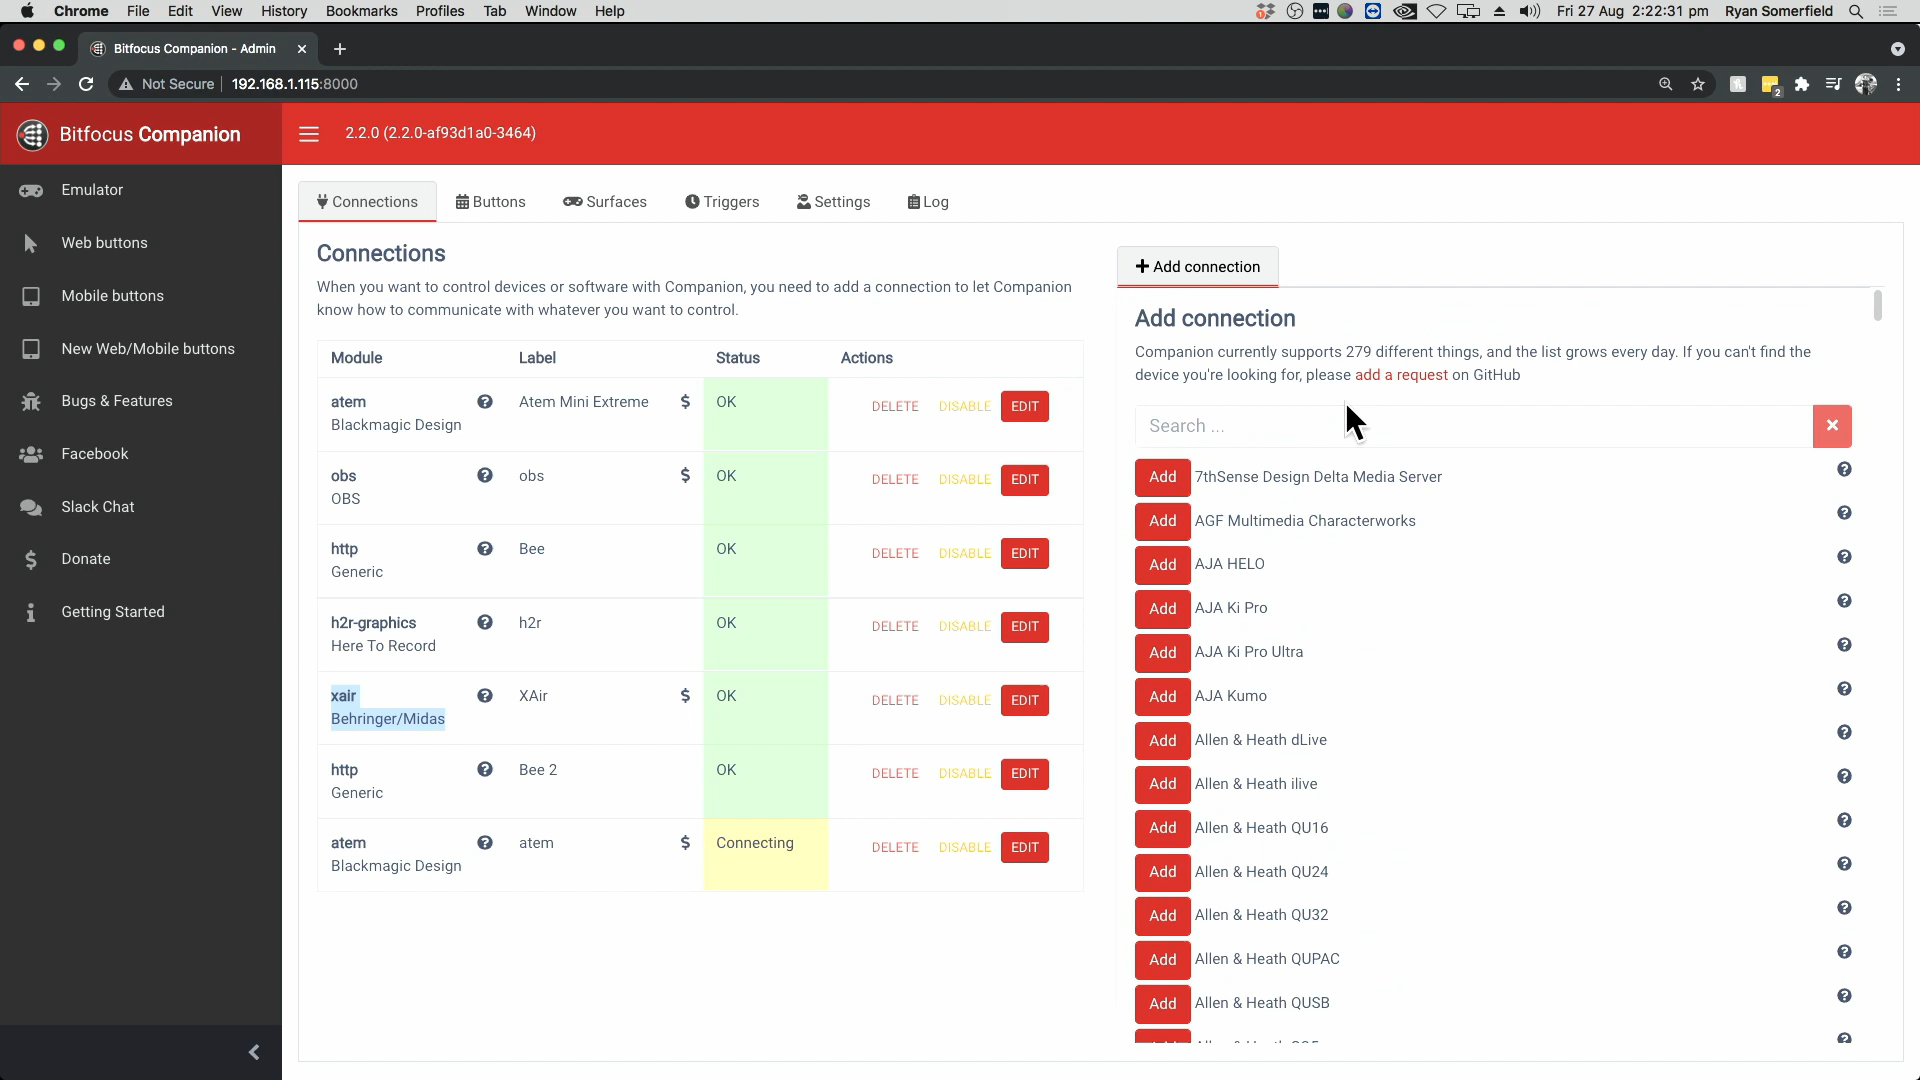 Chrome File Edit View History Bookmarks Profiles Tab Window Help
Fri 27 Aug 2:22:31 pm Ryan Somerfield
Bitfocus Companion - Admin
Not Secure 192.168.1.115:8000
2
Bitfocus Companion
2.2.0 (2.2.0-af93d1a0-3464)
Emulator
Web buttons
Mobile buttons
New Web/Mobile buttons
Bugs & Features
Facebook
Slack Chat
Donate
Getting Started
Connections Buttons Surfaces Triggers Settings Log
Connections
When you want to control devices or software with Companion, you need to add a connection to let Companion
know how to communicate with whatever you want to control.
Module Label Status Actions
atem Atem Mini Extreme $ OK DELETE DISABLE EDIT
Blackmagic Design
obs obs $ OK DELETE DISABLE EDIT
OBS
http Bee OK DELETE DISABLE EDIT
Generic
h2r-graphics h2r OK DELETE DISABLE EDIT
Here To Record
xair XAir $ OK DELETE DISABLE EDIT
Behringer/Midas
http Bee 2 OK DELETE DISABLE EDIT
Generic
atem atem $ Connecting DELETE DISABLE EDIT
Blackmagic Design
+ Add connection
Add connection
Companion currently supports 279 different things, and the list grows every day. If you can't find the
device you're looking for, please add a request on GitHub
Search ...
Add 7thSense Design Delta Media Server
Add AGF Multimedia Characterworks
Add AJA HELO
Add AJA Ki Pro
Add AJA Ki Pro Ultra
Add AJA Kumo
Add Allen & Heath dLive
Add Allen & Heath ilive
Add Allen & Heath QU16
Add Allen & Heath QU24
Add Allen & Heath QU32
Add Allen & Heath QUPAC
Add Allen & Heath QUSB